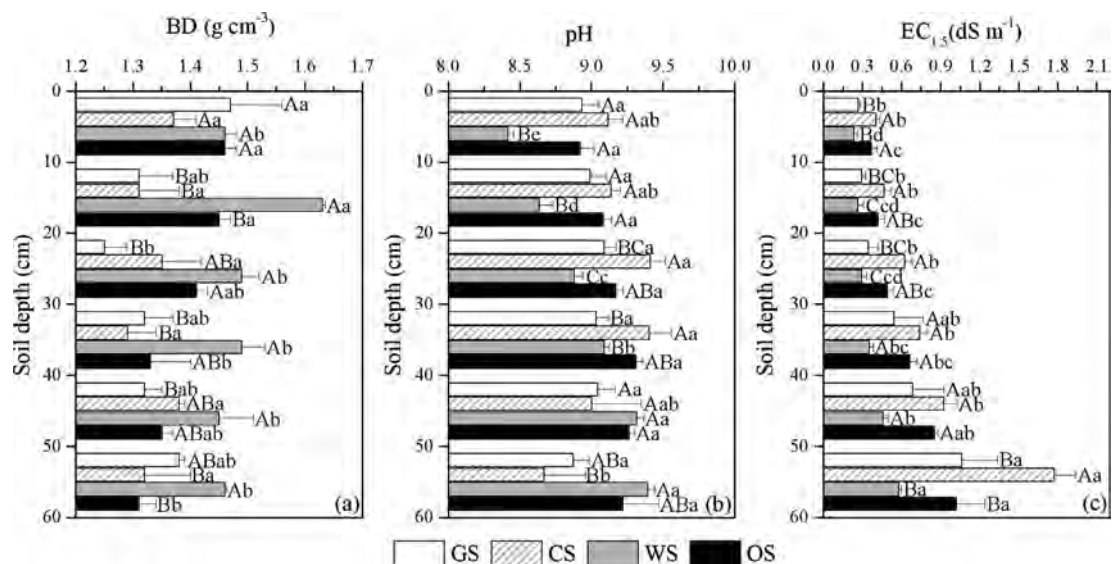 BD (g cm-3)
1.2 1.3 1.4 1.5 1.6 1.7
0
10
20
30
40
50
60
Soil depth (cm)
Aa
Aa
Ab
Aa
Bab
Ba
Aa
Ba
Bb
ABa
Ab
Aab
Bab
Ba
Ab
ABb
Bab
ABa
Ab
ABab
ABab
Ba
Ab
Bb
(a)
pH
8.0 8.5 9.0 9.5 10.0
0
10
20
30
40
50
60
Soil depth (cm)
Aa
Ab
Be
Aa
Aa
Aab
Bd
Aa
BCa
Aa
Cc
ABa
Ba
Aa
Bb
ABa
Aa
Aab
Aa
Aa
ABa
Bb
Aa
ABa
(b)
EC1:5(dS m-1)
0.0 0.3 0.6 0.9 1.2 1.5 1.8 2.1
0
10
20
30
40
50
60
Soil depth (cm)
Bb
Ab
Bd
Ac
BCb
Ab
Ccd
ABc
BCb
Ab
Ccd
ABc
Aab
Ab
Abc
Abc
Aab
Ab
Ab
Aab
Ba
Aa
Ba
Ba
(c)
GS CS WS OS